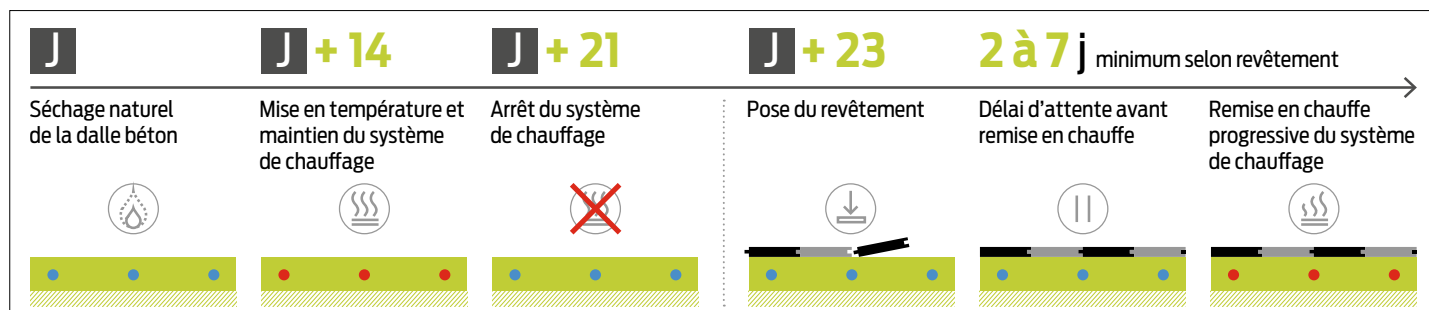 J
J + 14
J + 21
J + 23
2 à 7 j minimum selon revêtement
Séchage naturel
de la dalle béton
Mise en température et
maintien du système
de chauffage
Arrêt du système
de chauffage
Pose du revêtement
Délai d’attente avant
remise en chauffe
Remise en chauffe
progressive du système
de chauffage